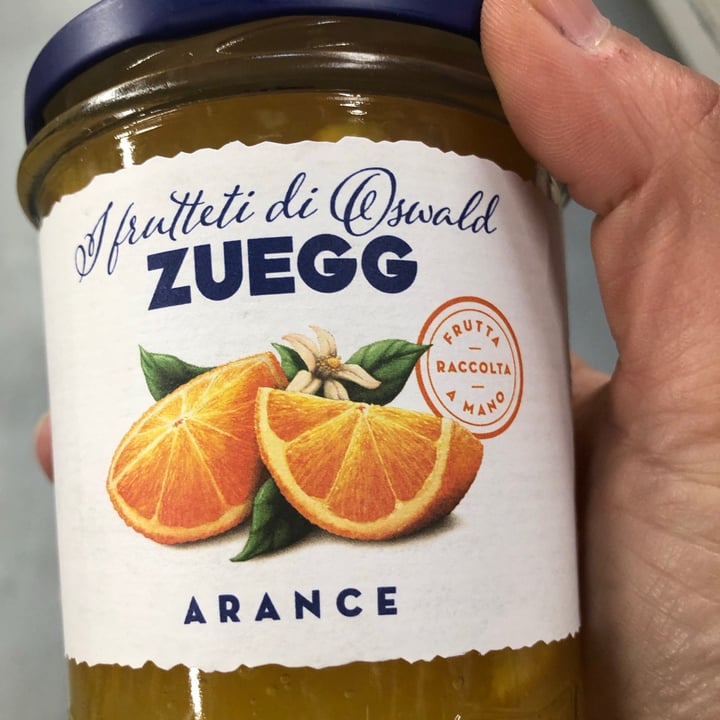 I frutteti di Oswald
ZUEGG
FRUTTA
RACCOLTA
A MANO
ARANCE